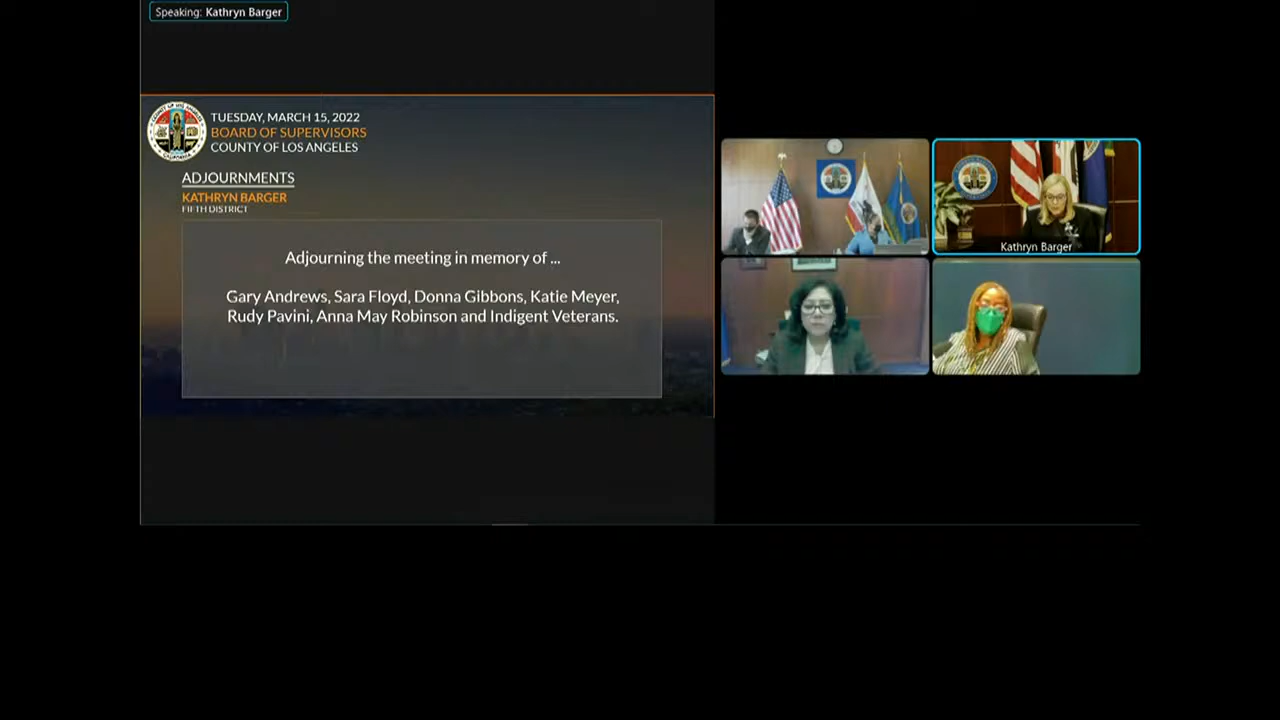 Speaking: Kathryn Barger
TUESDAY, MARCH 15, 2022
BOARD OF SUPERVISORS
COUNTY OF LOS ANGELES
ADJOURNMENTS
KATHRYN BARGER
FIFTH DISTRICT
Adjourning the meeting in memory of ...
Gary Andrews, Sara Floyd, Donna Gibbons, Katie Meyer,
Rudy Pavini, Anna May Robinson and Indigent Veterans.
Kathryn Barger